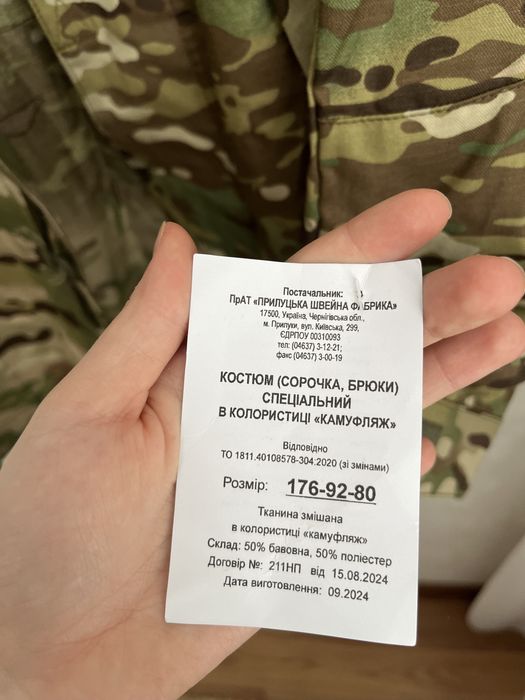 Постачальник:
ПрАТ «ПРИЛУЦЬКА ШВЕЙНА ФАБРИКА»
17500, Україна, Чернігівська обл.,
м. Прилуки, вул. Київська, 299,
ЄДРПОУ 00310093
тел: (04637) 3-12-21;
факс (04637) 3-00-19
КОСТЮМ (СОРОЧКА, БРЮКИ)
СПЕЦІАЛЬНИЙ
В КОЛОРИСТИЦІ «КАМУФЛЯЖ»
Відповідно
ТО 1811.40108578-304:2020 (зі змінами)
Розмір: 176-92-80
Тканина змішана
в колористиці «камуфляж»
Склад: 50% бавовна, 50% поліестер
Договір №: 211НП від 15.08.2024
Дата виготовлення: 09.2024